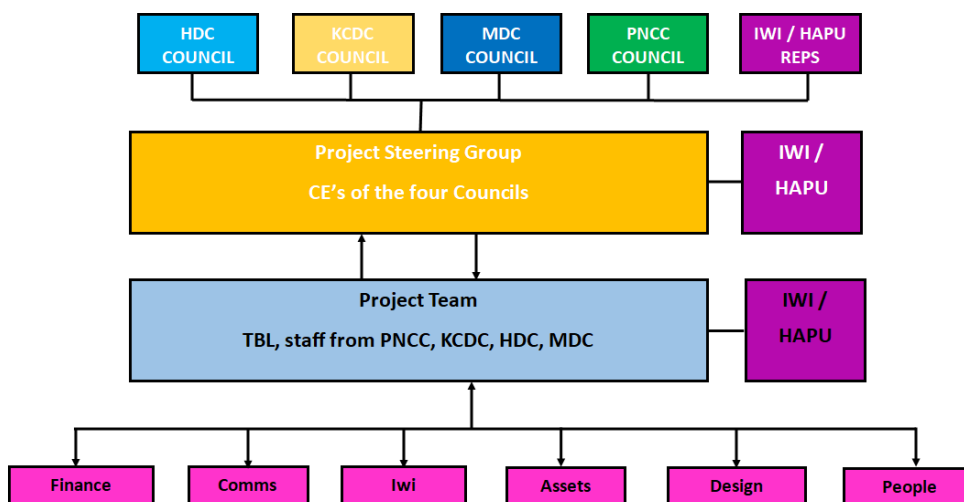 HDC
COUNCIL
KCDC
COUNCIL
MDC
COUNCIL
PNCC
COUNCIL
IWI / HAPU
REPS
Project Steering Group
CE's of the four Councils
IWI /
HAPU
Project Team
TBL, staff from PNCC, KCDC, HDC, MDC
IWI /
HAPU
Finance
Comms
Iwi
Assets
Design
People